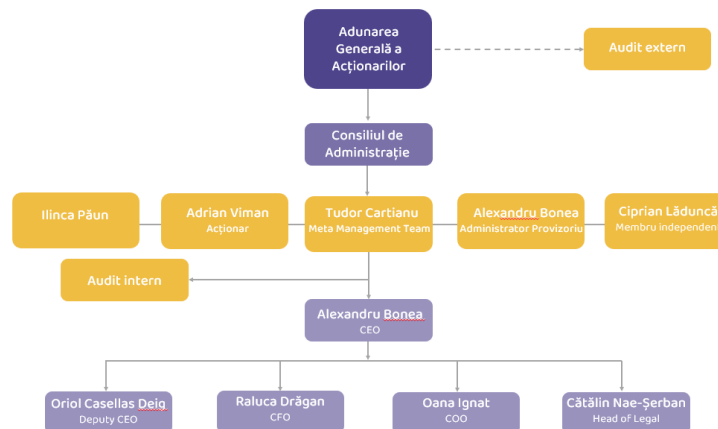 Adunarea
Generală a
Acționarilor
Audit extern
Consiliul de
Administrație
Ilinca Păun
Adrian Viman
Acționar
Tudor Cartianu
Meta Management Team
Alexandru Bonea
Administrator Provizoriu
Ciprian Lăduncă
Membru independen
Audit intern
Alexandru Bonea
CEO
Oriol Casellas Deig
Deputy CEO
Raluca Drăgan
CFO
Oana Ignat
COO
Cătălin Nae-Șerban
Head of Legal